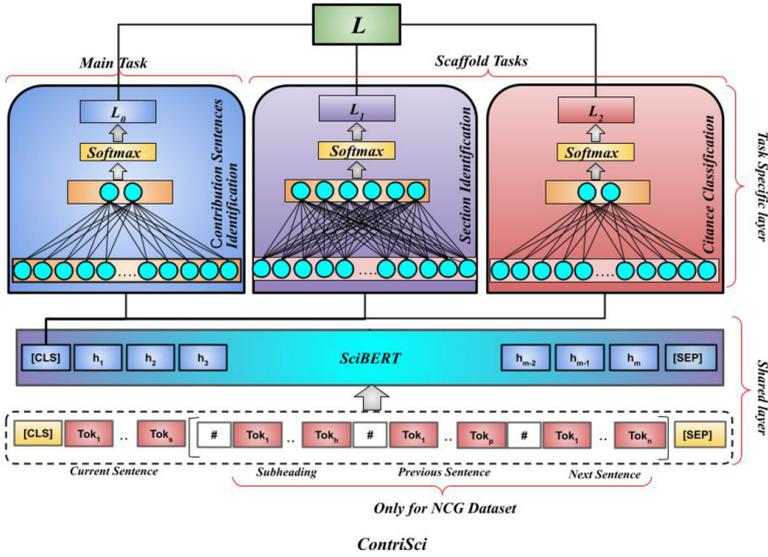 L
Main Task
Scaffold Tasks
L0
Softmax
Contribution Sentences
Identification
.....
L1
Softmax
Section Identification
.....
L2
Softmax
Citance Classification
.....
Task Specific layer
[CLS] h1 h2 h3 SciBERT hm-2 hm-1 hm [SEP]
Shared layer
[CLS] Tok1 .. Toks [ # Tok1 .. Tokh # Tok1 .. Tokp # Tok1 .. Tokn ] [SEP]
Current Sentence Subheading Previous Sentence Next Sentence
Only for NCG Dataset
ContriSci